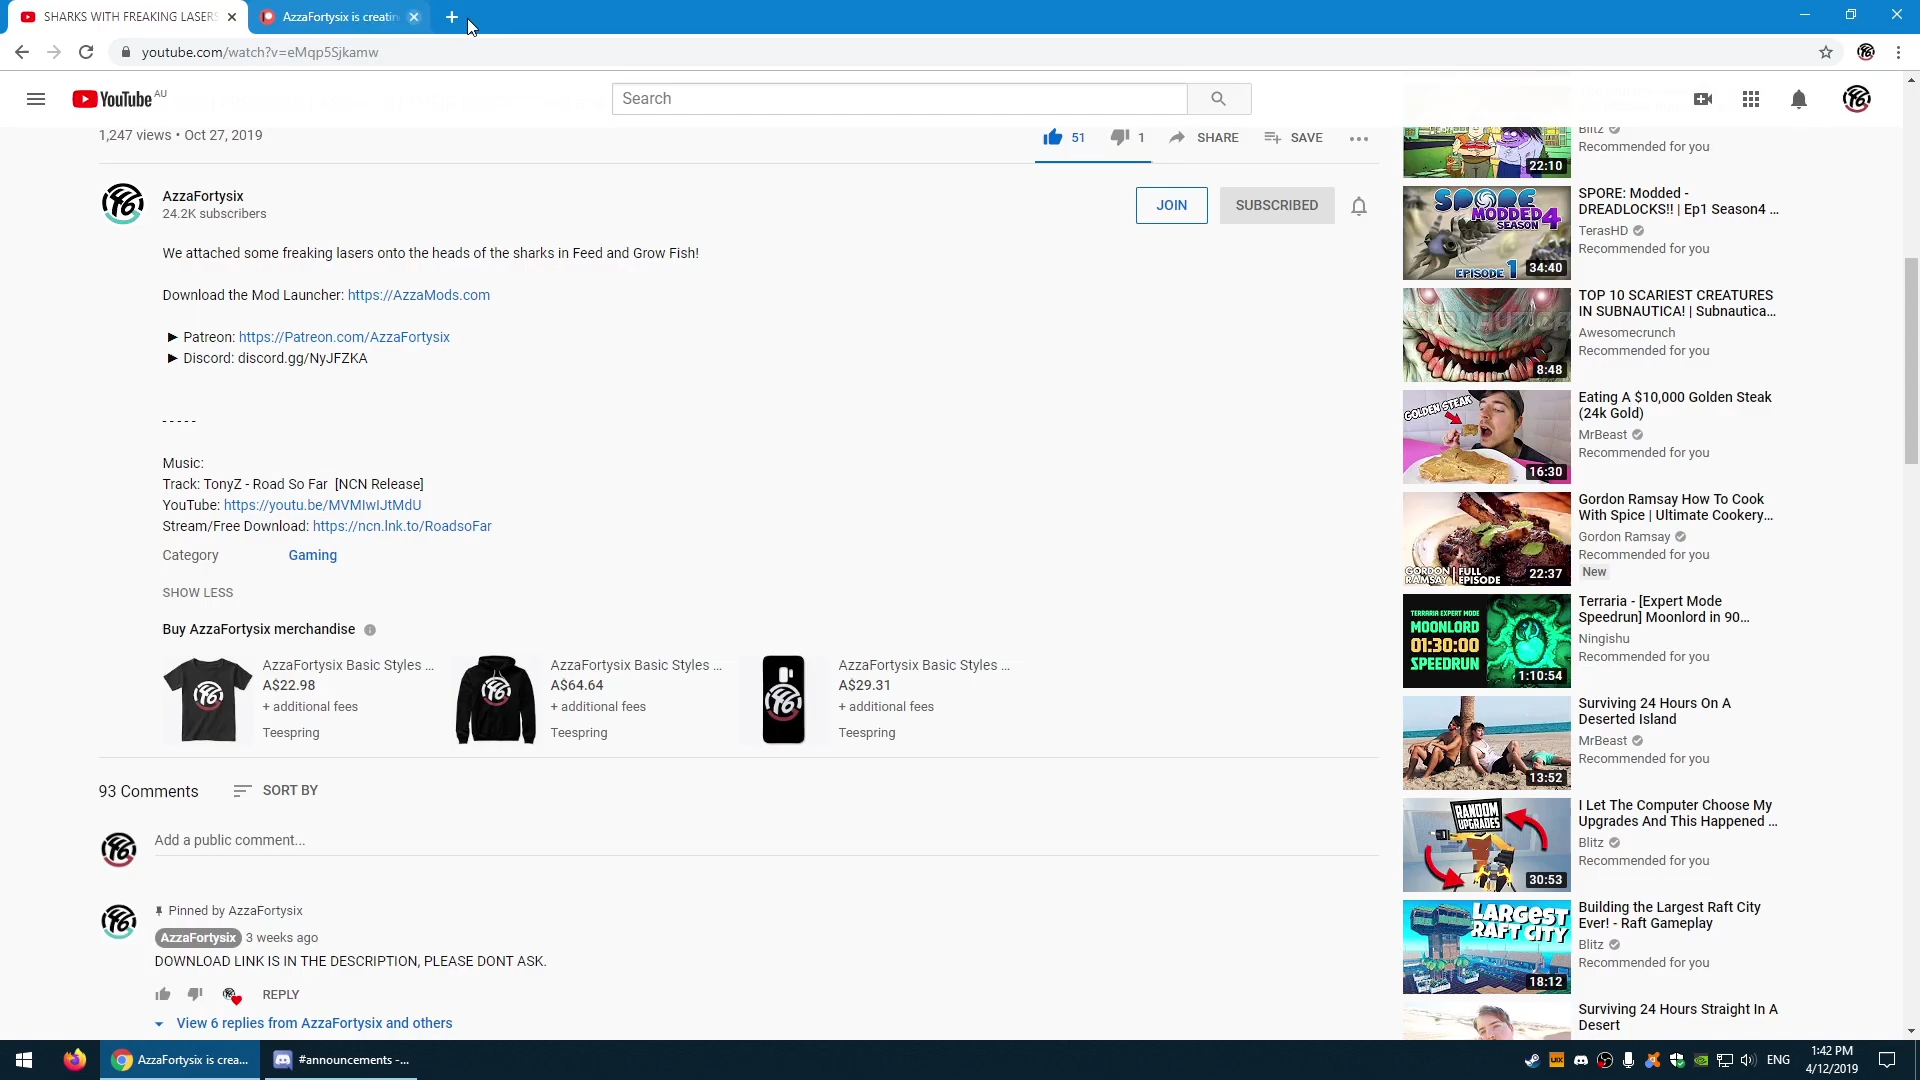 SHARKS WITH FREAKING LASERS
AzzaFortysix is creatin
youtube.com/watch?v=eMqp5Sjkamw
YouTube AU
Search
1,247 views • Oct 27, 2019
51
1
SHARE
SAVE
AzzaFortysix
24.2K subscribers
JOIN
SUBSCRIBED
We attached some freaking lasers onto the heads of the sharks in Feed and Grow Fish!
Download the Mod Launcher: https://AzzaMods.com
► Patreon: https://Patreon.com/AzzaFortysix
► Discord: discord.gg/NyJFZKA
- - - - -
Music:
Track: TonyZ - Road So Far  [NCN Release]
YouTube: https://youtu.be/MVMIwIJtMdU
Stream/Free Download: https://ncn.lnk.to/RoadsoFar
Category
Gaming
SHOW LESS
Buy AzzaFortysix merchandise
AzzaFortysix Basic Styles ...
A$22.98
+ additional fees
Teespring
AzzaFortysix Basic Styles ...
A$64.64
+ additional fees
Teespring
AzzaFortysix Basic Styles ...
A$29.31
+ additional fees
Teespring
93 Comments
SORT BY
Add a public comment...
Pinned by AzzaFortysix
AzzaFortysix 3 weeks ago
DOWNLOAD LINK IS IN THE DESCRIPTION, PLEASE DONT ASK.
REPLY
View 6 replies from AzzaFortysix and others
22:10
Blitz
Recommended for you
SPORE
MODDED 4
SEASON
EPISODE 1
34:40
SPORE: Modded -
DREADLOCKS!! | Ep1 Season4 ...
TerasHD
Recommended for you
8:48
TOP 10 SCARIEST CREATURES
IN SUBNAUTICA! | Subnautica...
Awesomecrunch
Recommended for you
GOLDEN STEAK
16:30
Eating A $10,000 Golden Steak
(24k Gold)
MrBeast
Recommended for you
GORDON
RAMSAY
FULL
EPISODE
22:37
Gordon Ramsay How To Cook
With Spice | Ultimate Cookery...
Gordon Ramsay
Recommended for you
New
TERRARIA EXPERT MODE
MOONLORD
01:30:00
SPEEDRUN
1:10:54
Terraria - [Expert Mode
Speedrun] Moonlord in 90...
Ningishu
Recommended for you
13:52
Surviving 24 Hours On A
Deserted Island
MrBeast
Recommended for you
RANDOM
UPGRADES
30:53
I Let The Computer Choose My
Upgrades And This Happened ...
Blitz
Recommended for you
LARGEST
RAFT CITY
18:12
Building the Largest Raft City
Ever! - Raft Gameplay
Blitz
Recommended for you
Surviving 24 Hours Straight In A
Desert
AzzaFortysix is crea...
#announcements -...
ENG
1:42 PM
4/12/2019